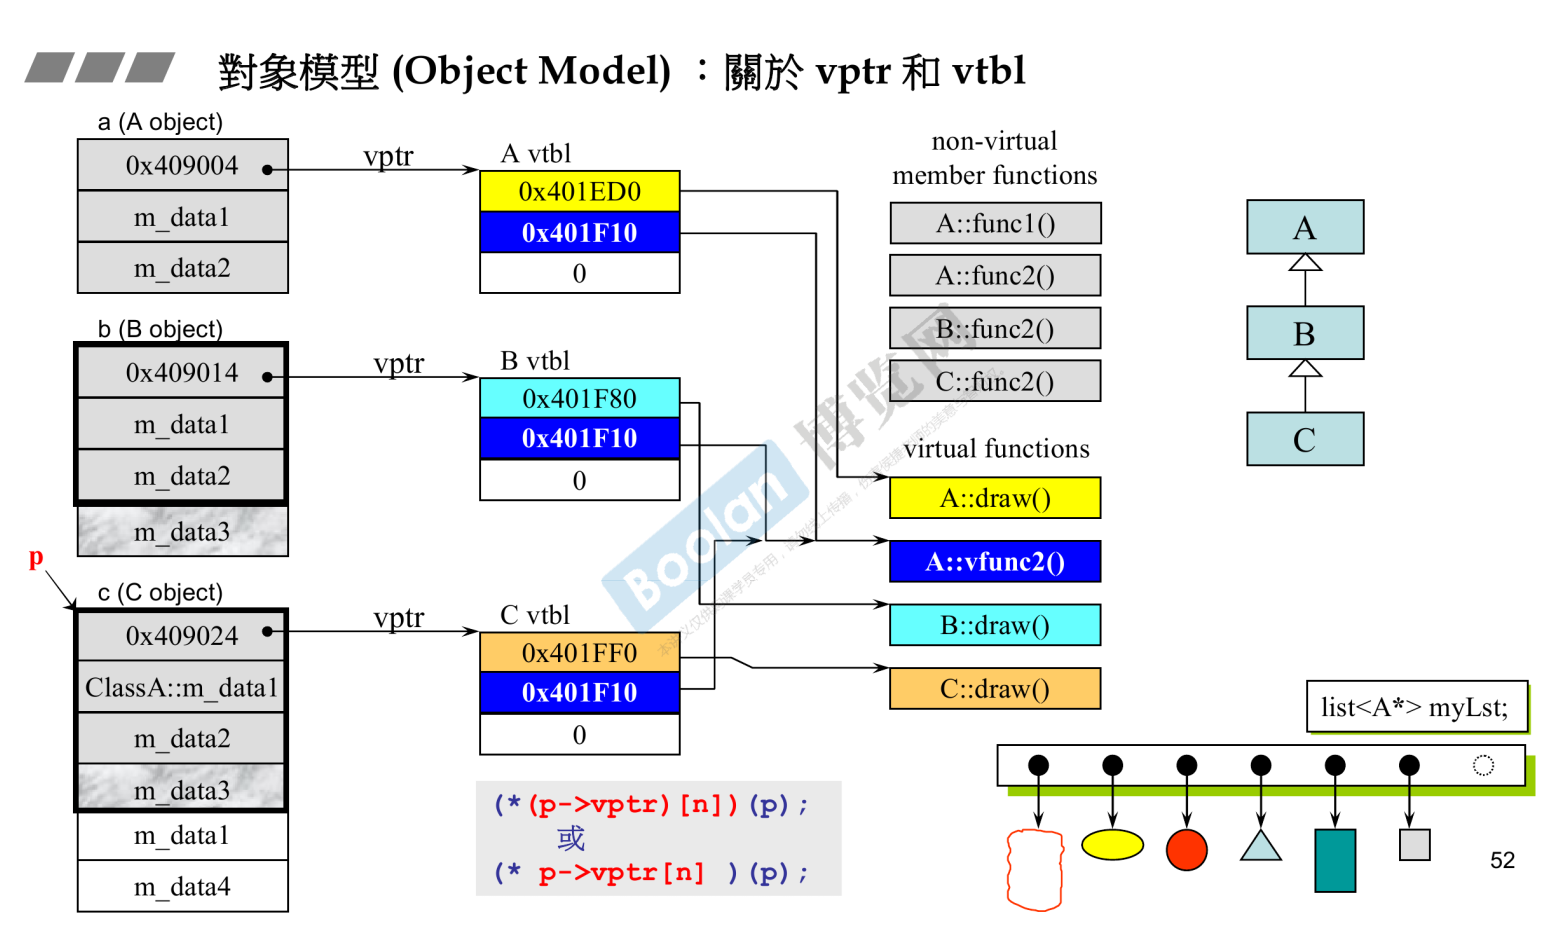 對象模型 (Object Model) ：關於 vptr 和 vtbl
a (A object)
0x409004
m_data1
m_data2
vptr
A vtbl
0x401ED0
0x401F10
0
b (B object)
0x409014
m_data1
m_data2
m_data3
vptr
B vtbl
0x401F80
0x401F10
0
p
c (C object)
0x409024
ClassA::m_data1
m_data2
m_data3
m_data1
m_data4
vptr
C vtbl
0x401FF0
0x401F10
0
(*(p->vptr)[n])(p);
或
(* p->vptr[n] )(p);
non-virtual
member functions
A::func1()
A::func2()
B::func2()
C::func2()
virtual functions
A::draw()
A::vfunc2()
B::draw()
C::draw()
A
B
C
list<A*> myLst;
52
Boolan
博览网